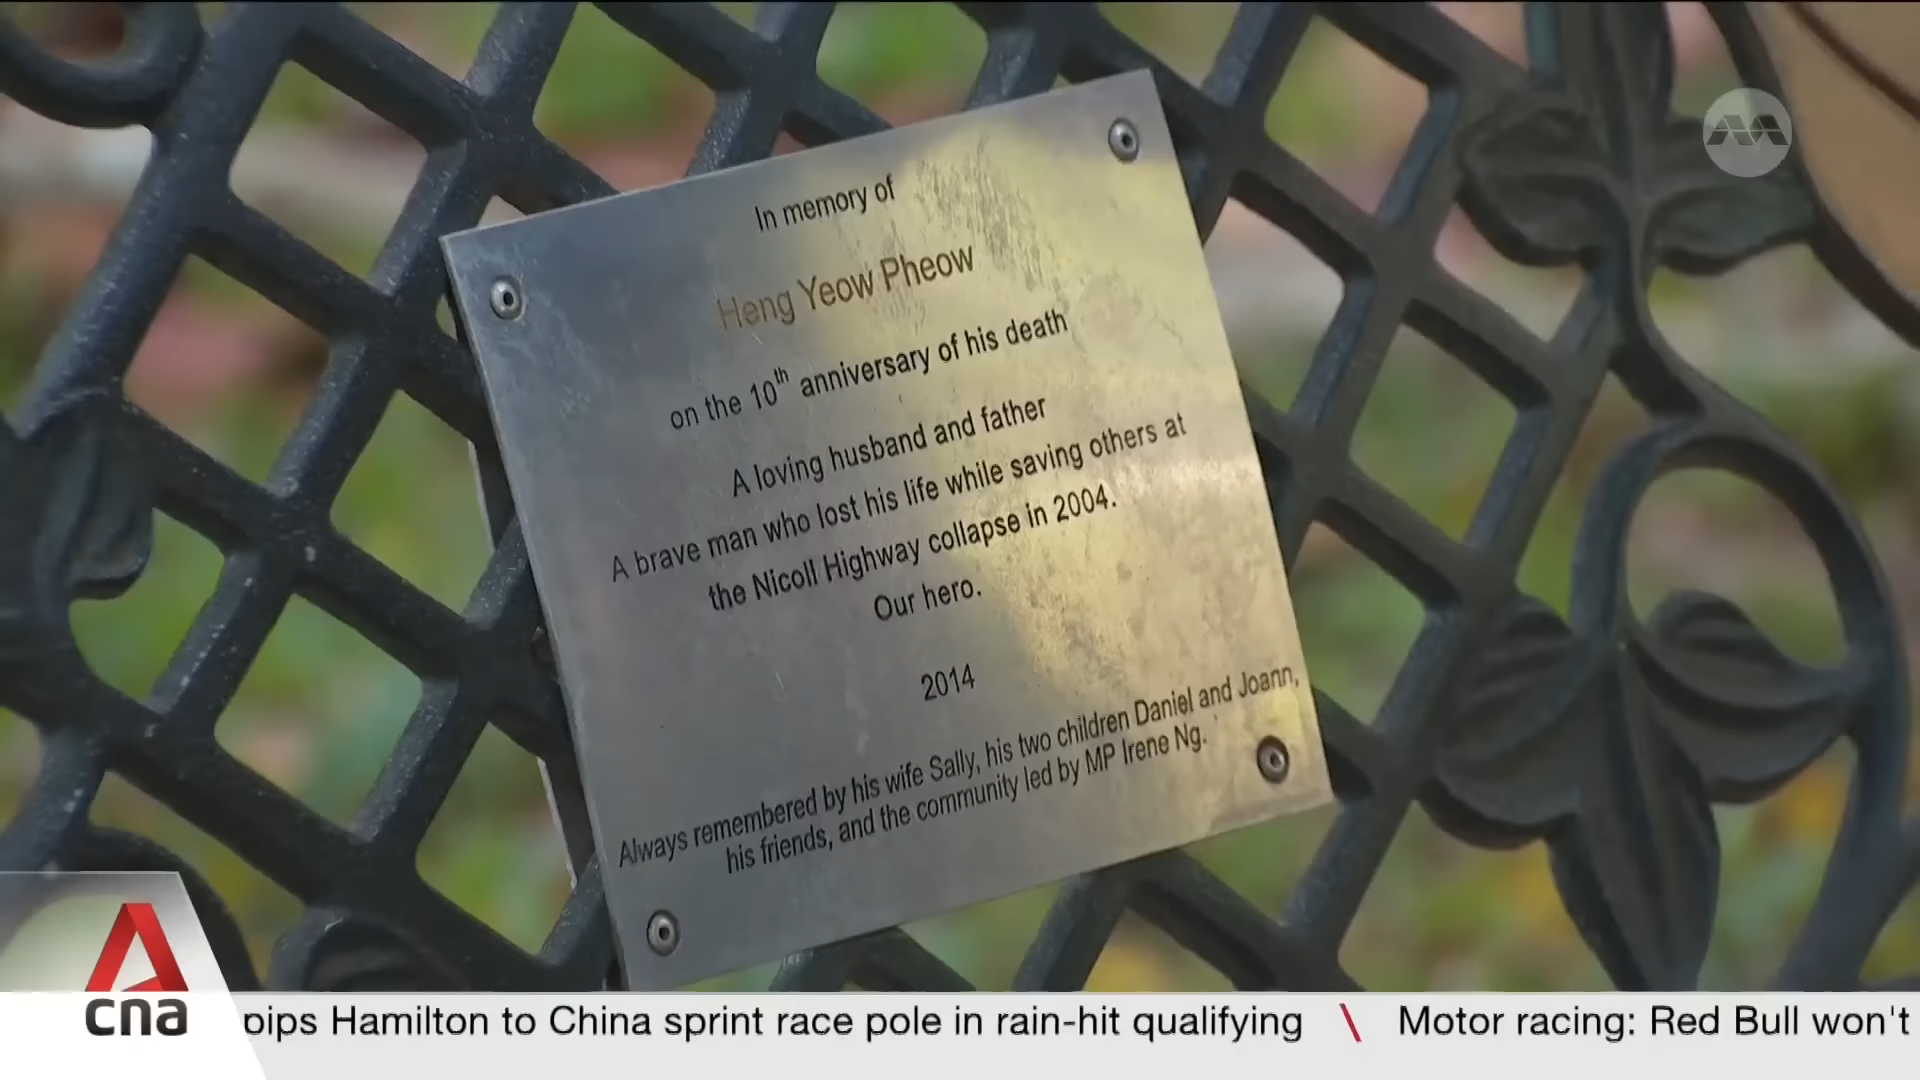 In memory of
Heng Yeow Pheow
on the 10th anniversary of his death
A loving husband and father
A brave man who lost his life while saving others at
the Nicoll Highway collapse in 2004.
Our hero.
2014
Always remembered by his wife Sally, his two children Daniel and Joann,
his friends, and the community led by MP Irene Ng.
cna
pips Hamilton to China sprint race pole in rain-hit qualifying \ Motor racing: Red Bull won't